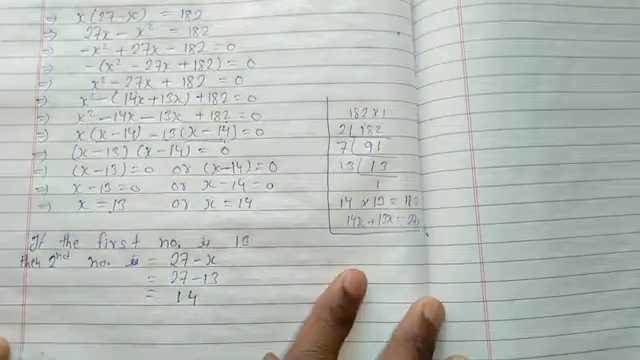 ⇒ x(27-x) = 182
⇒ 27x - x² = 182
⇒ -x² + 27x - 182 = 0
⇒ -(x² - 27x + 182) = 0
⇒ x² - 27x + 182 = 0
⇒ x² - (14x + 13x) + 182 = 0
⇒ x² - 14x - 13x + 182 = 0
⇒ x(x-14) - 13(x-14) = 0
⇒ (x-13) (x-14) = 0
⇒ (x-13) = 0 or (x-14) = 0
⇒ x-13 = 0 or x-14 = 0
⇒ x = 13 or x = 14
182 x 1
2 182
7 91
13 13
1
14 x 13 = 182
14x + 13x = 27x
If the first no. is 13
then 2nd no. is = 27-x
= 27-13
= 14